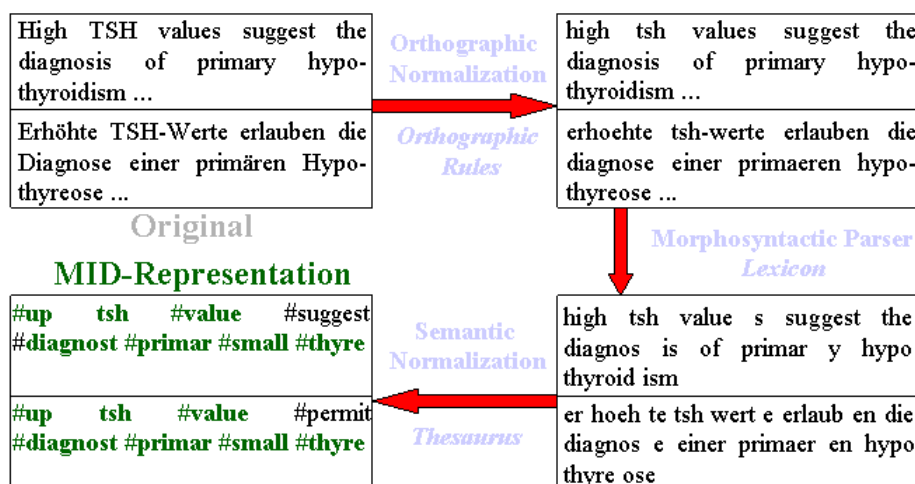 High TSH values suggest the
diagnosis of primary hypo-
thyroidism ...
Erhöhte TSH-Werte erlauben die
Diagnose einer primären Hypo-
thyreose ...
Original
Orthographic
Normalization
Orthographic
Rules
high tsh values suggest the
diagnosis of primary hypo-
thyroidism ...
erhoehte tsh-werte erlauben die
diagnose einer primaeren hypo-
thyreose ...
Morphosyntactic Parser
Lexicon
high tsh value s suggest the
diagnos is of primar y hypo
thyroid ism
er hoeh te tsh wert e erlaub en die
diagnos e einer primaer en hypo
thyre ose
Semantic
Normalization
Thesaurus
MID-Representation
#up tsh #value #suggest
#diagnost #primar #small #thyre
#up tsh #value #permit
#diagnost #primar #small #thyre